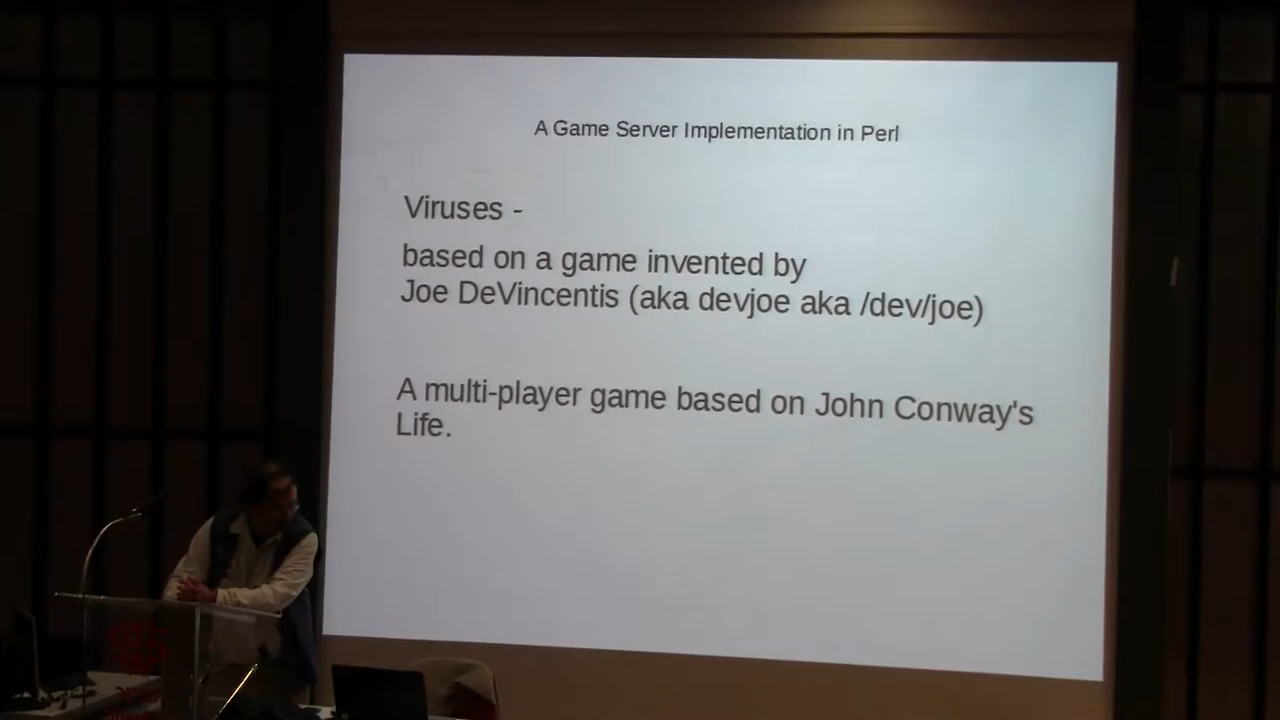 A Game Server Implementation in Perl
Viruses -
based on a game invented by
Joe DeVincentis (aka devjoe aka /dev/joe)
A multi-player game based on John Conway's
Life.